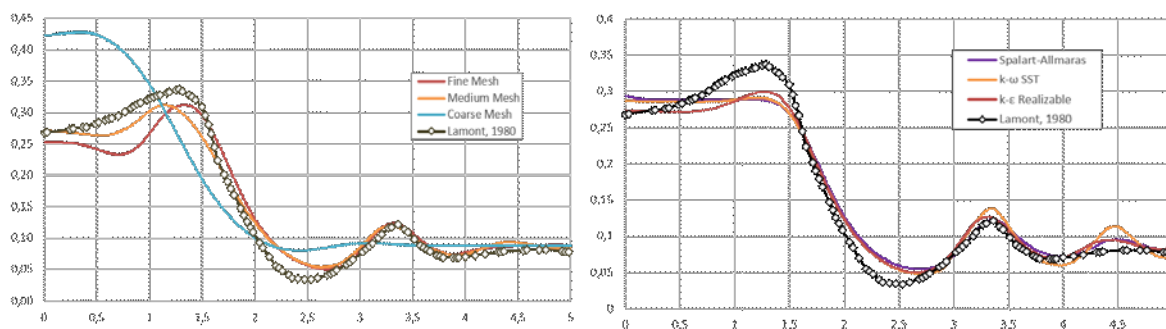 0,45
0,40
0,35
0,30
0,25
0,20
0,15
0,10
0,05
0,00
0 0,5 1 1,5 2 2,5 3 3,5 4 4,5 5
Fine Mesh
Medium Mesh
Coarse Mesh
Lamont, 1980
0,4
0,35
0,3
0,25
0,2
0,15
0,1
0,05
0
0 0,5 1 1,5 2 2,5 3 3,5 4 4,5
Spalart-Allmaras
k-ω SST
k-ε Realizable
Lamont, 1980